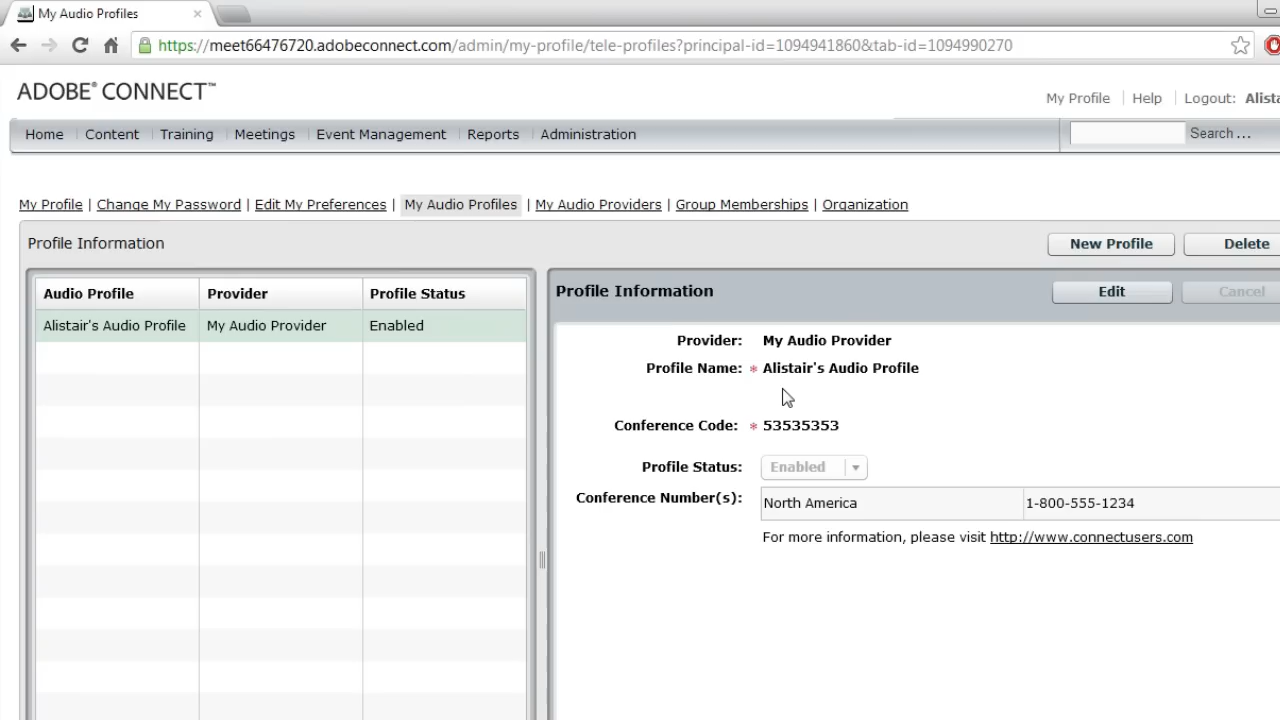 My Audio Profiles
https://meet66476720.adobeconnect.com/admin/my-profile/tele-profiles?principal-id=1094941860&tab-id=1094990270
ADOBE® CONNECT™
My Profile | Help | Logout: Alista
Home Content Training Meetings Event Management Reports Administration Search ...
My Profile | Change My Password | Edit My Preferences | My Audio Profiles | My Audio Providers | Group Memberships | Organization
Profile Information New Profile Delete
Audio Profile Provider Profile Status
Alistair's Audio Profile My Audio Provider Enabled
Profile Information Edit Cancel
Provider: My Audio Provider
Profile Name: * Alistair's Audio Profile
Conference Code: * 53535353
Profile Status: Enabled
Conference Number(s): North America 1-800-555-1234
For more information, please visit http://www.connectusers.com